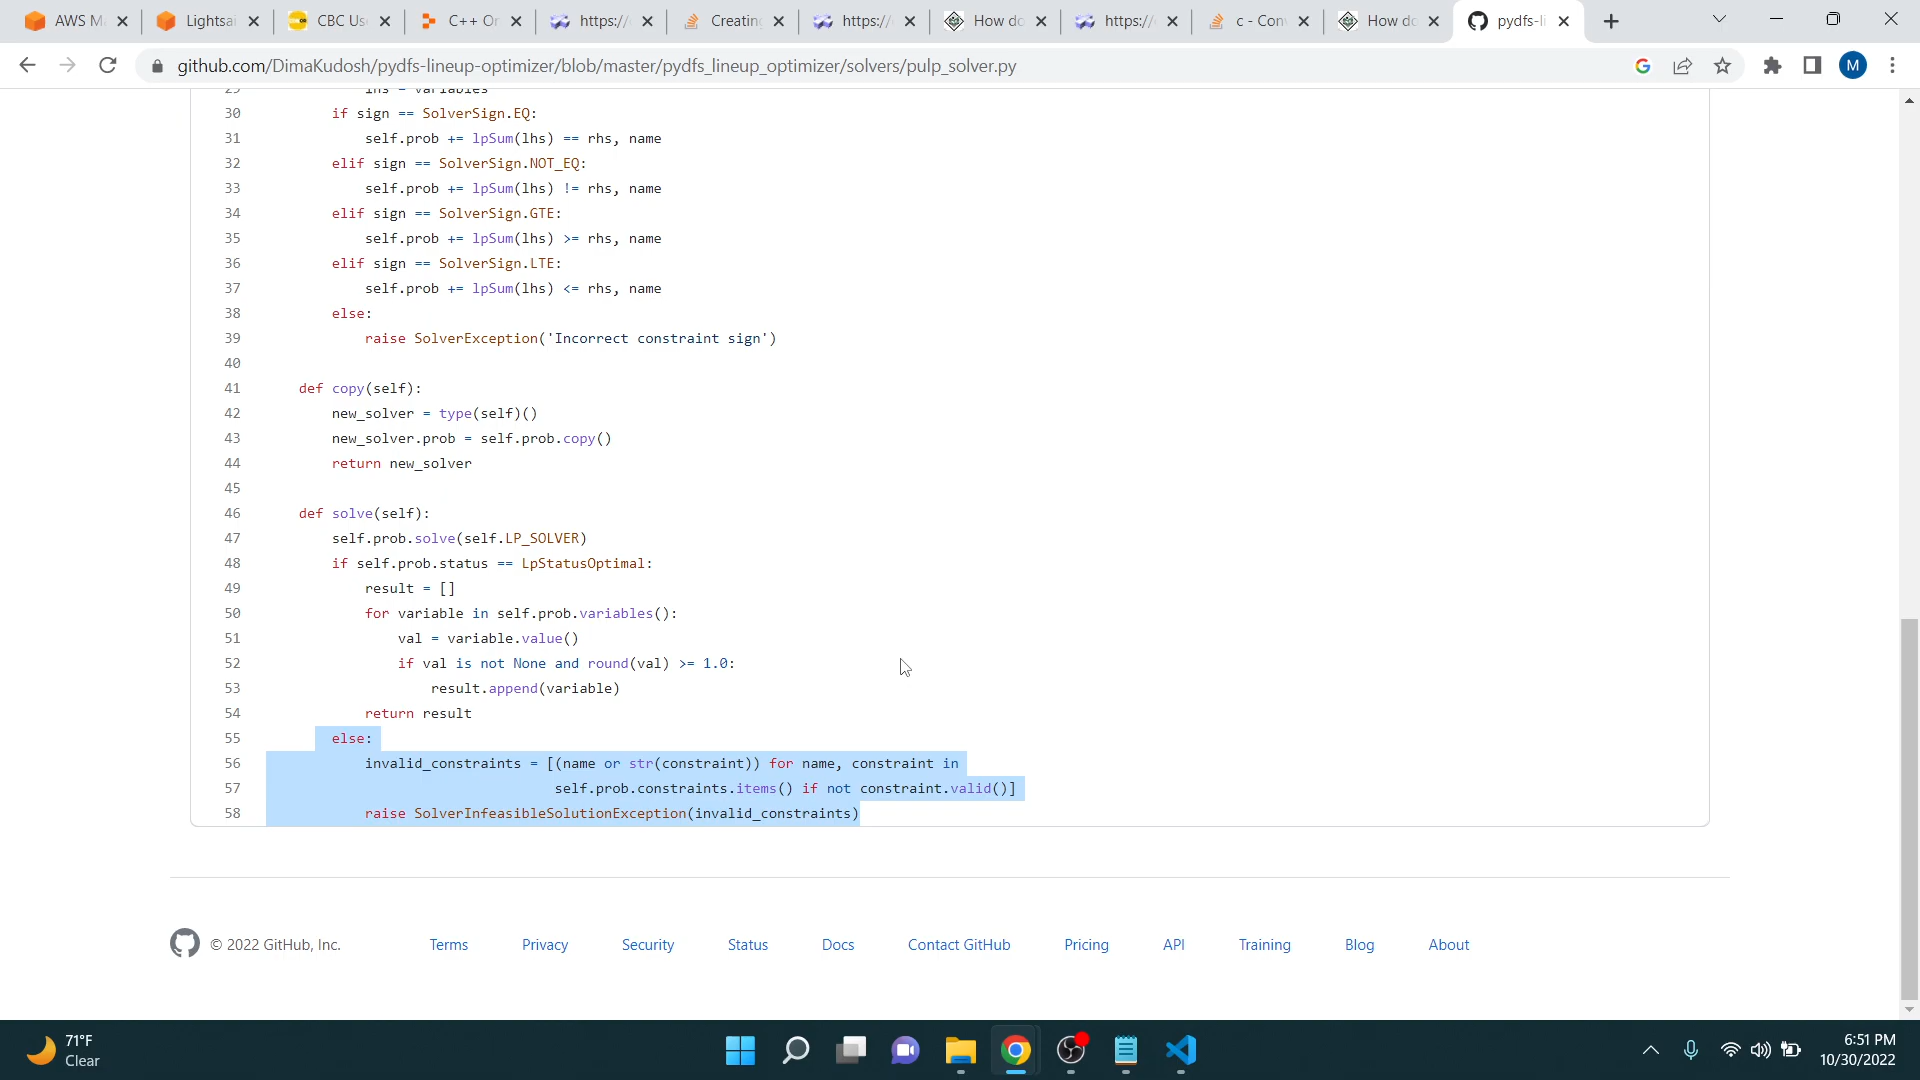 AWS M
Lightsai
CBC Us
C++ On
https://
Creating
https://
How do
https://
c - Con
How do
pydfs-li
github.com/DimaKudosh/pydfs-lineup-optimizer/blob/master/pydfs_lineup_optimizer/solvers/pulp_solver.py
M
29 lhs = variables
30 if sign == SolverSign.EQ:
31 self.prob += lpSum(lhs) == rhs, name
32 elif sign == SolverSign.NOT_EQ:
33 self.prob += lpSum(lhs) != rhs, name
34 elif sign == SolverSign.GTE:
35 self.prob += lpSum(lhs) >= rhs, name
36 elif sign == SolverSign.LTE:
37 self.prob += lpSum(lhs) <= rhs, name
38 else:
39 raise SolverException('Incorrect constraint sign')
40
41 def copy(self):
42 new_solver = type(self)()
43 new_solver.prob = self.prob.copy()
44 return new_solver
45
46 def solve(self):
47 self.prob.solve(self.LP_SOLVER)
48 if self.prob.status == LpStatusOptimal:
49 result = []
50 for variable in self.prob.variables():
51 val = variable.value()
52 if val is not None and round(val) >= 1.0:
53 result.append(variable)
54 return result
55 else:
56 invalid_constraints = [(name or str(constraint)) for name, constraint in
57 self.prob.constraints.items() if not constraint.valid()]
58 raise SolverInfeasibleSolutionException(invalid_constraints)
© 2022 GitHub, Inc. Terms Privacy Security Status Docs Contact GitHub Pricing API Training Blog About
71°F
Clear
6:51 PM
10/30/2022